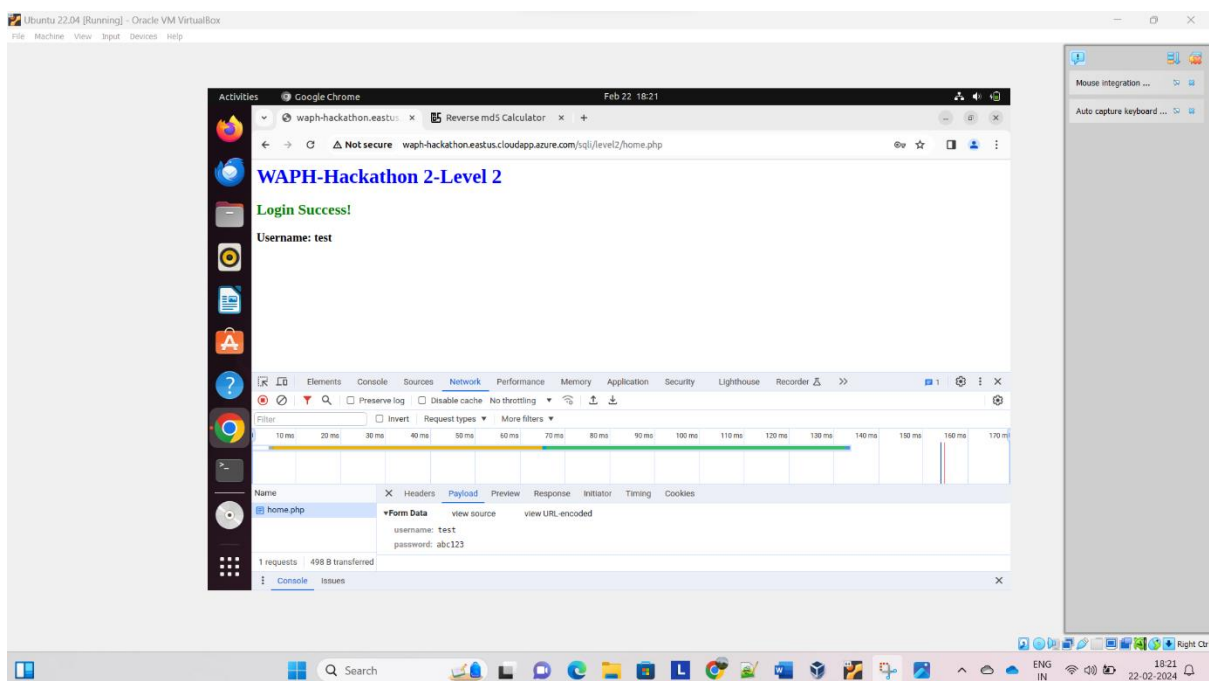 Ubuntu 22.04 [Running] - Oracle VM VirtualBox
File Machine View Input Devices Help
Mouse integration ...
Auto capture keyboard ...
Activities Google Chrome Feb 22 18:21
waph-hackathon.eastus Reverse md5 Calculator
Not secure waph-hackathon.eastus.cloudapp.azure.com/sqli/level2/home.php
WAPH-Hackathon 2-Level 2
Login Success!
Username: test
Elements Console Sources Network Performance Memory Application Security Lighthouse Recorder 1
Preserve log Disable cache No throttling
Filter Invert Request types More filters
10 ms 20 ms 30 ms 40 ms 50 ms 60 ms 70 ms 80 ms 90 ms 100 ms 110 ms 120 ms 130 ms 140 ms 150 ms 160 ms 170 m
Name Headers Payload Preview Response Initiator Timing Cookies
home.php Form Data view source view URL-encoded
username: test
password: abc123
1 requests 498 B transferred
Console Issues
Right Ctr
Search
ENG
IN
18:21
22-02-2024